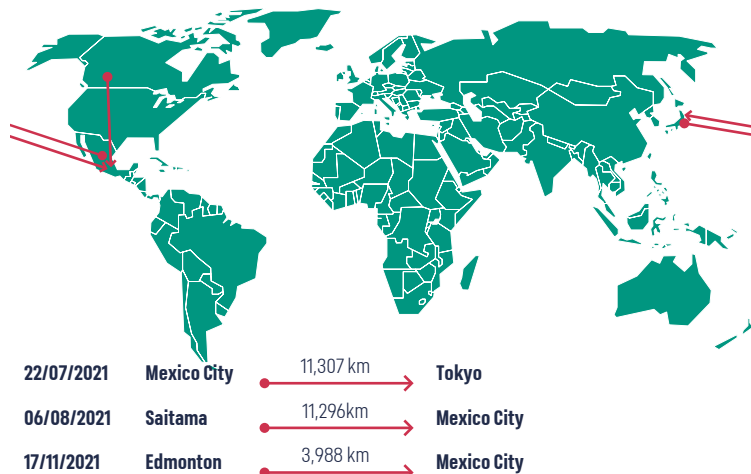 22/07/2021 Mexico City 11,307 km Tokyo
06/08/2021 Saitama 11,296km Mexico City
17/11/2021 Edmonton 3,988 km Mexico City